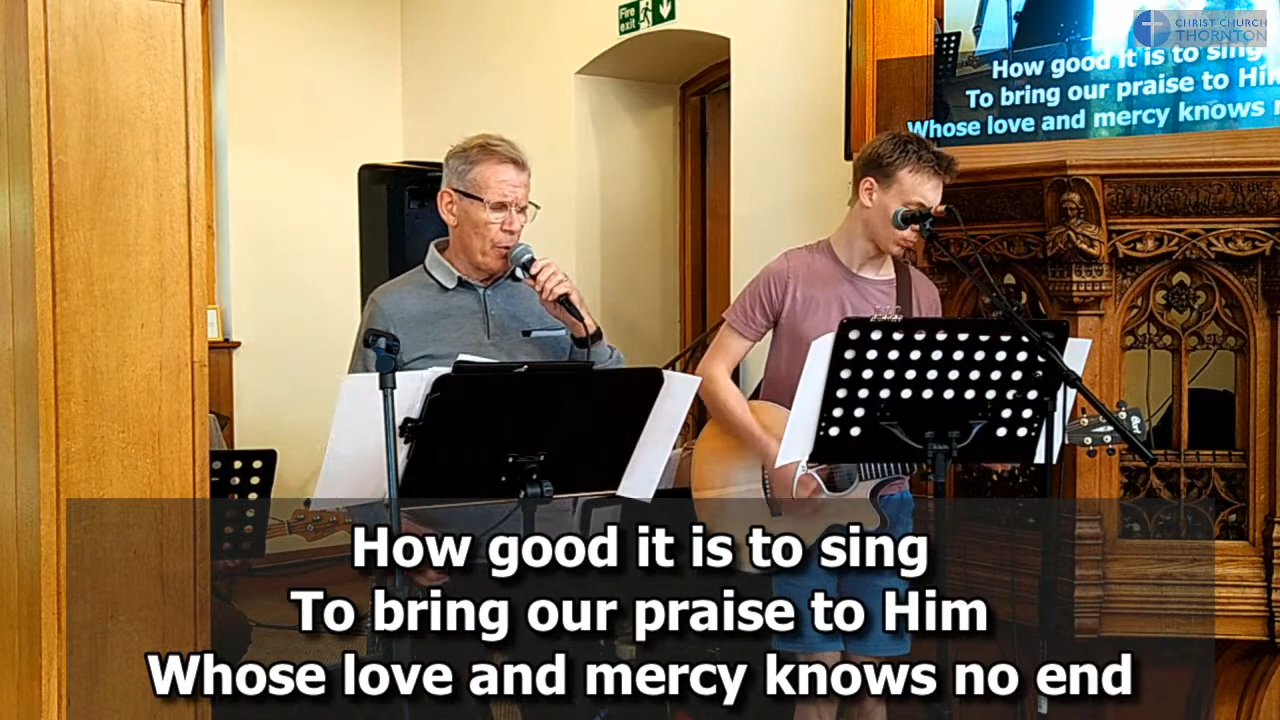 Fire
exit
CHRIST CHURCH
THORNTON
How good it is to sing
To bring our praise to Him
Whose love and mercy knows
How good it is to sing
To bring our praise to Him
Whose love and mercy knows no end